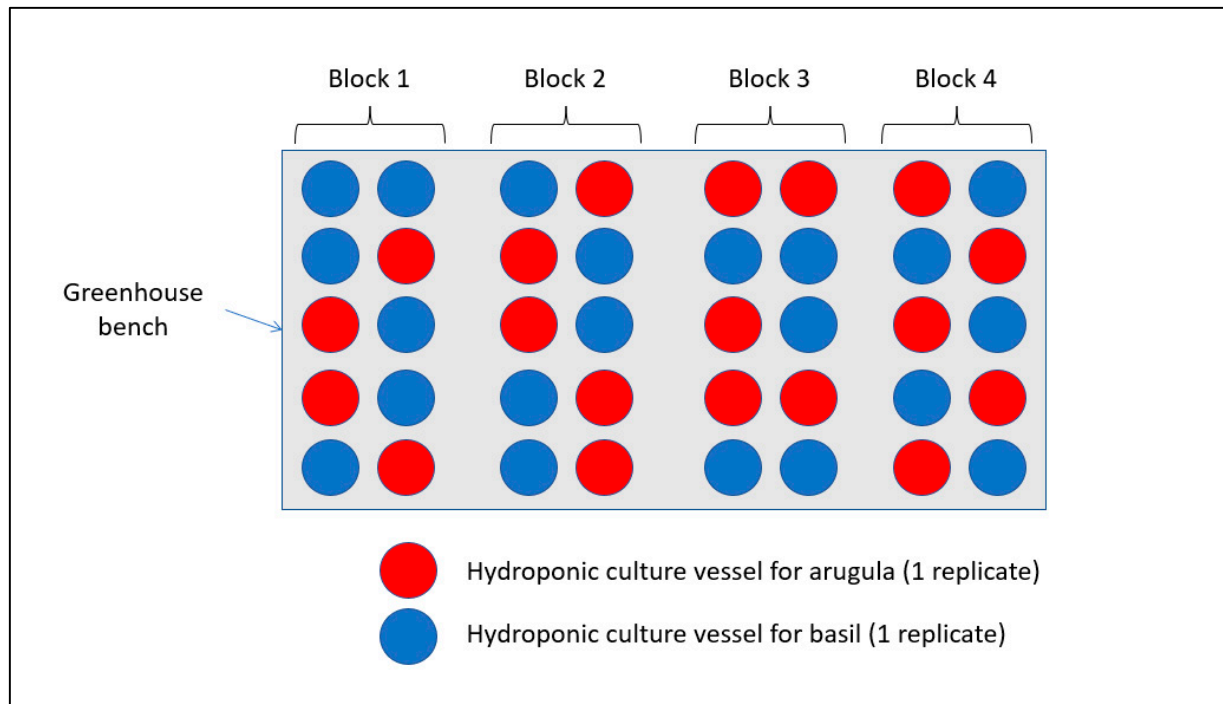 Block 1
Block 2
Block 3
Block 4
Greenhouse
bench
Hydroponic culture vessel for arugula (1 replicate)
Hydroponic culture vessel for basil (1 replicate)